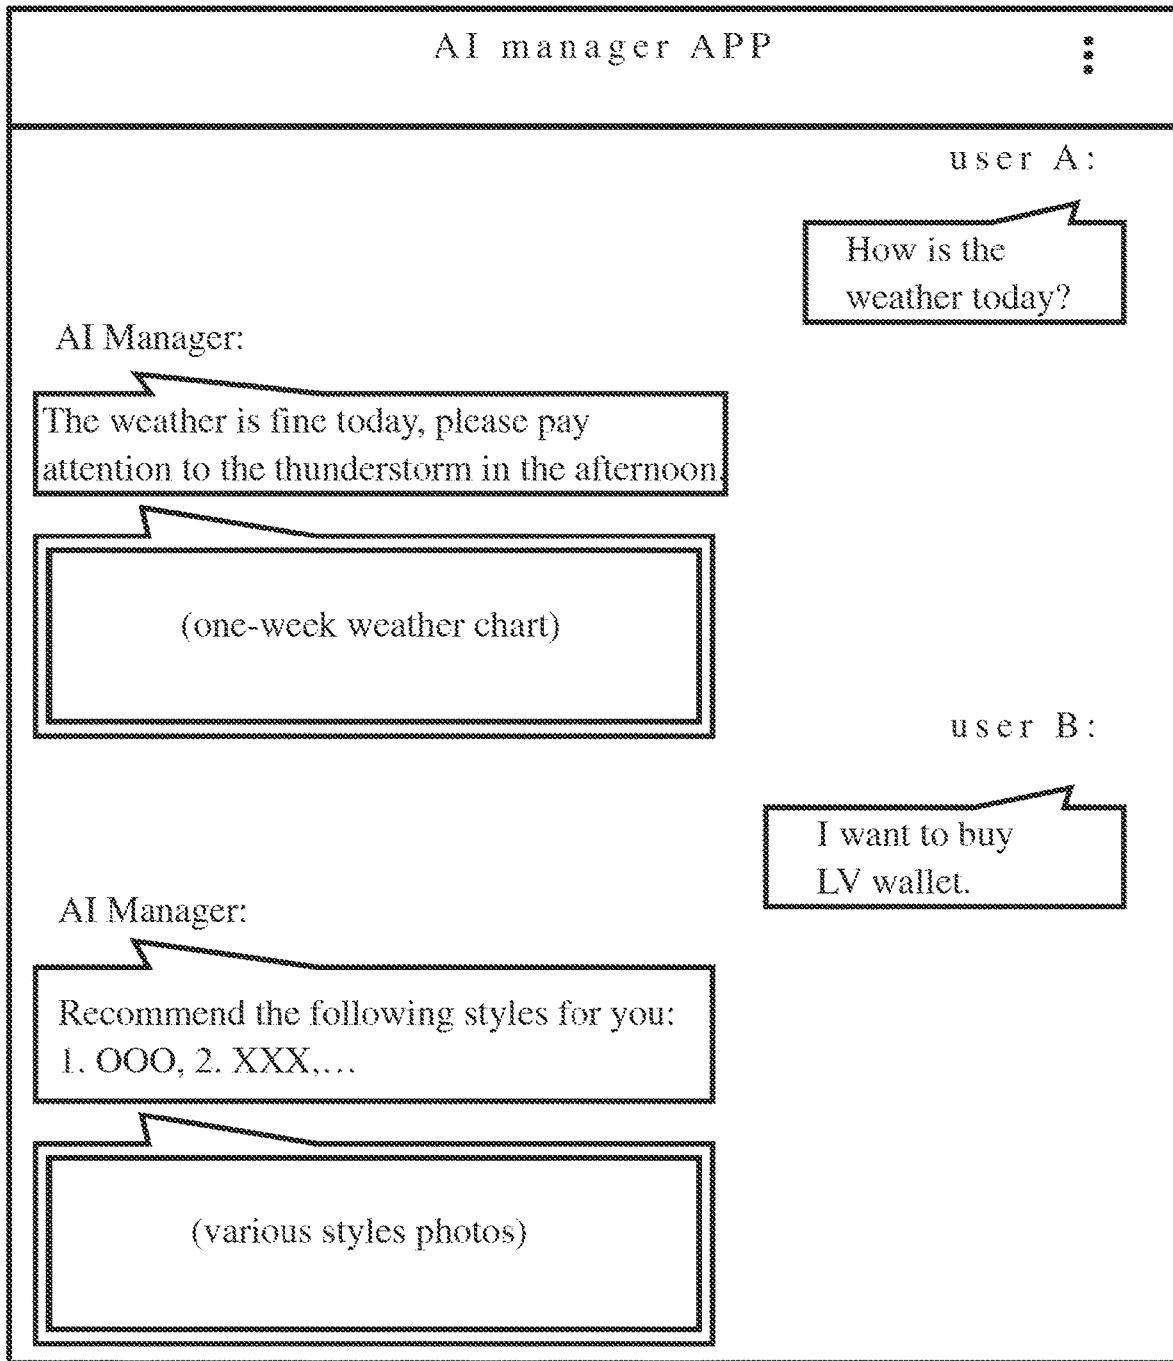 AI manager APP
user A:
How is the
weather today?
AI Manager:
The weather is fine today, please pay
attention to the thunderstorm in the afternoon.
(one-week weather chart)
user B:
I want to buy
LV wallet.
AI Manager:
Recommend the following styles for you:
1. OOO, 2. XXX,…
(various styles photos)